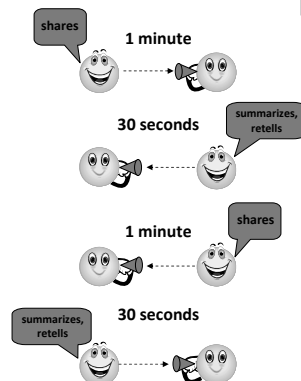 shares
1 minute
30 seconds
summarizes,
retells
1 minute
shares
30 seconds
summarizes,
retells